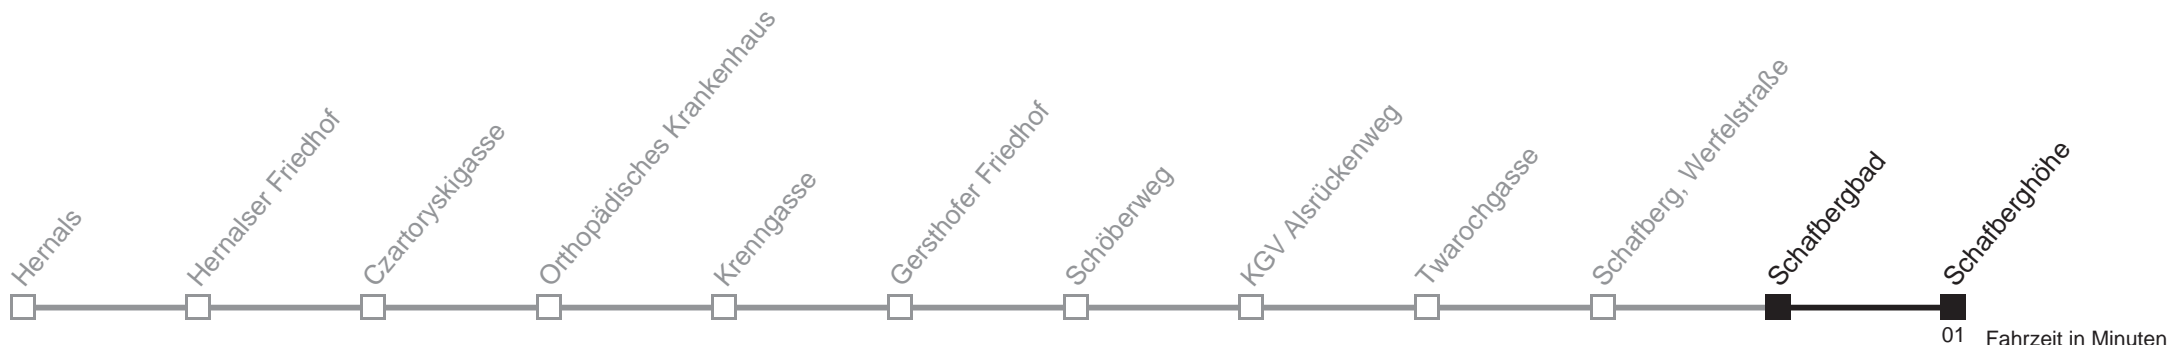 Hernals
Hernalser Friedhof
Czartoryskigasse
Orthopädisches Krankenhaus
Krenngasse
Gersthofer Friedhof
Schöberweg
KGV Alsrückenweg
Twarochgasse
Schafberg, Werfelstraße
Schafbergbad
Schafberghöhe
01 Fahrzeit in Minuten